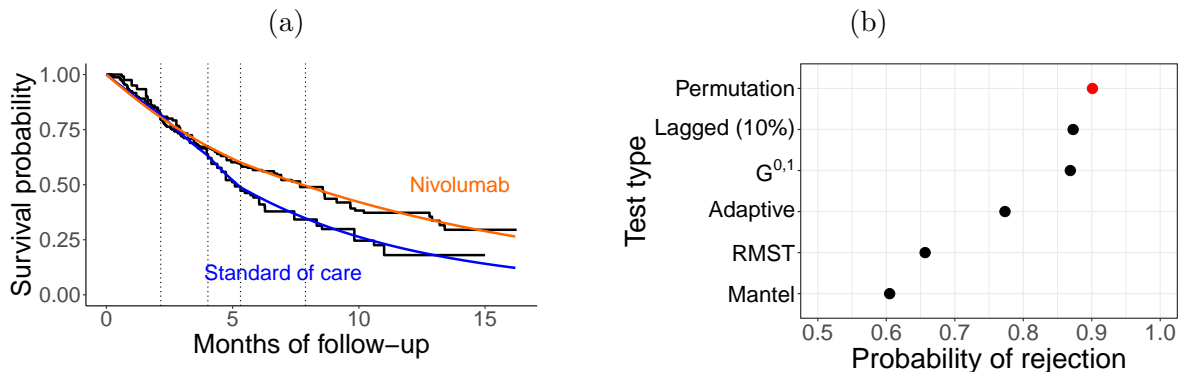 (a)
Survival probability
1.00
0.75
0.50
0.25
0.00
Nivolumab
Standard of care
0
5
10
15
Months of follow−up
(b)
Test type
Permutation
Lagged (10%)
G^0,1
Adaptive
RMST
Mantel
0.5
0.6
0.7
0.8
0.9
1.0
Probability of rejection